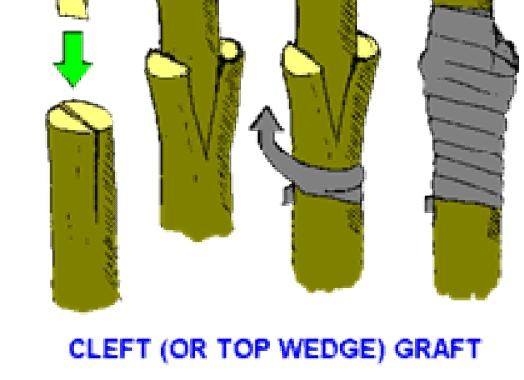 CLEFT (OR TOP WEDGE) GRAFT